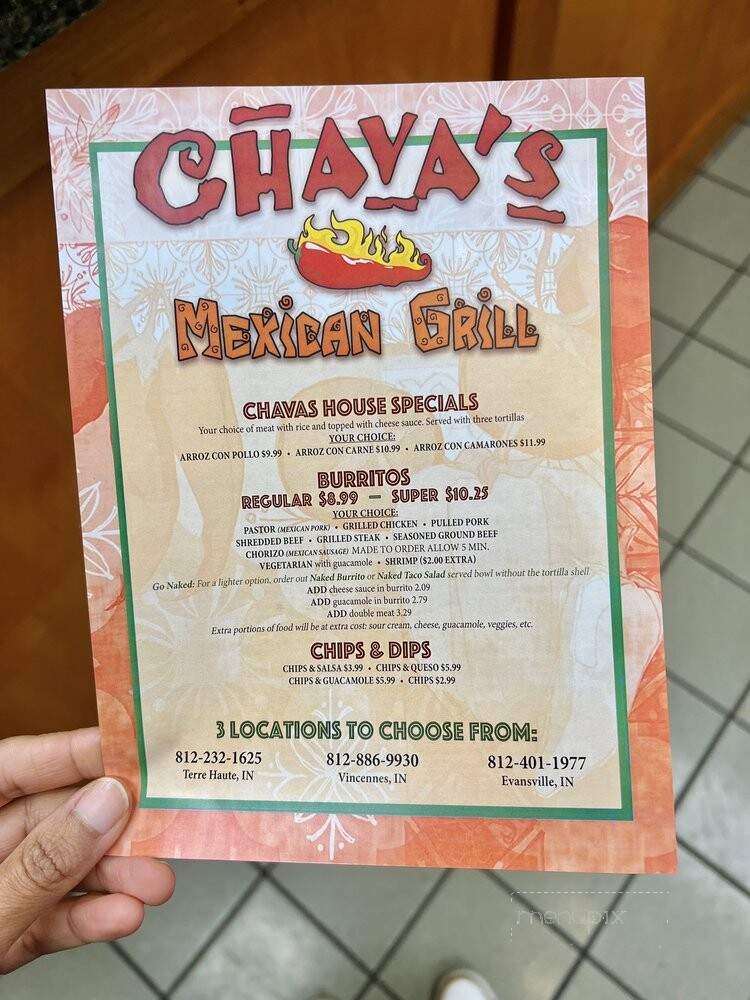 CHAVA'S
MEXICAN GRILL
CHAVAS HOUSE SPECIALS
Your choice of meat with rice and topped with cheese sauce. Served with three tortillas
YOUR CHOICE:
ARROZ CON POLLO $9.99 • ARROZ CON CARNE $10.99 • ARROZ CON CAMARONES $11.99
BURRITOS
REGULAR $8.99 – SUPER $10.25
YOUR CHOICE:
PASTOR (MEXICAN PORK) • GRILLED CHICKEN • PULLED PORK
SHREDDED BEEF • GRILLED STEAK • SEASONED GROUND BEEF
CHORIZO (MEXICAN SAUSAGE) MADE TO ORDER ALLOW 5 MIN.
VEGETARIAN with guacamole • SHRIMP ($2.00 EXTRA)
Go Naked: For a lighter option, order out Naked Burrito or Naked Taco Salad served bowl without the tortilla shell
ADD cheese sauce in burrito 2.09
ADD guacamole in burrito 2.79
ADD double meat 3.29
Extra portions of food will be at extra cost: sour cream, cheese, guacamole, veggies, etc.
CHIPS & DIPS
CHIPS & SALSA $3.99 • CHIPS & QUESO $5.99
CHIPS & GUACAMOLE $5.99 • CHIPS $2.99
3 LOCATIONS TO CHOOSE FROM:
812-232-1625 812-886-9930 812-401-1977
Terre Haute, IN Vincennes, IN Evansville, IN
menupix